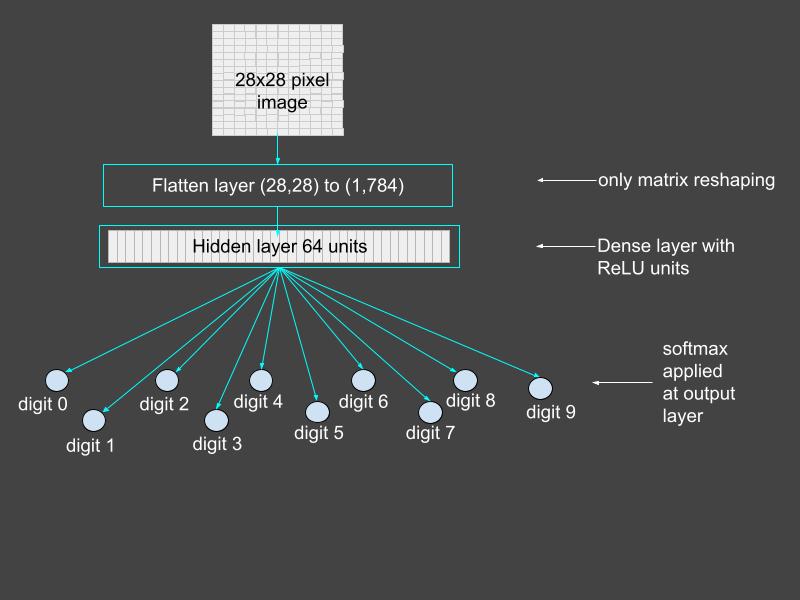 28x28 pixel
image
Flatten layer (28,28) to (1,784)
only matrix reshaping
Hidden layer 64 units
Dense layer with
ReLU units
softmax
applied
at output
layer
digit 0
digit 1
digit 2
digit 3
digit 4
digit 5
digit 6
digit 7
digit 8
digit 9